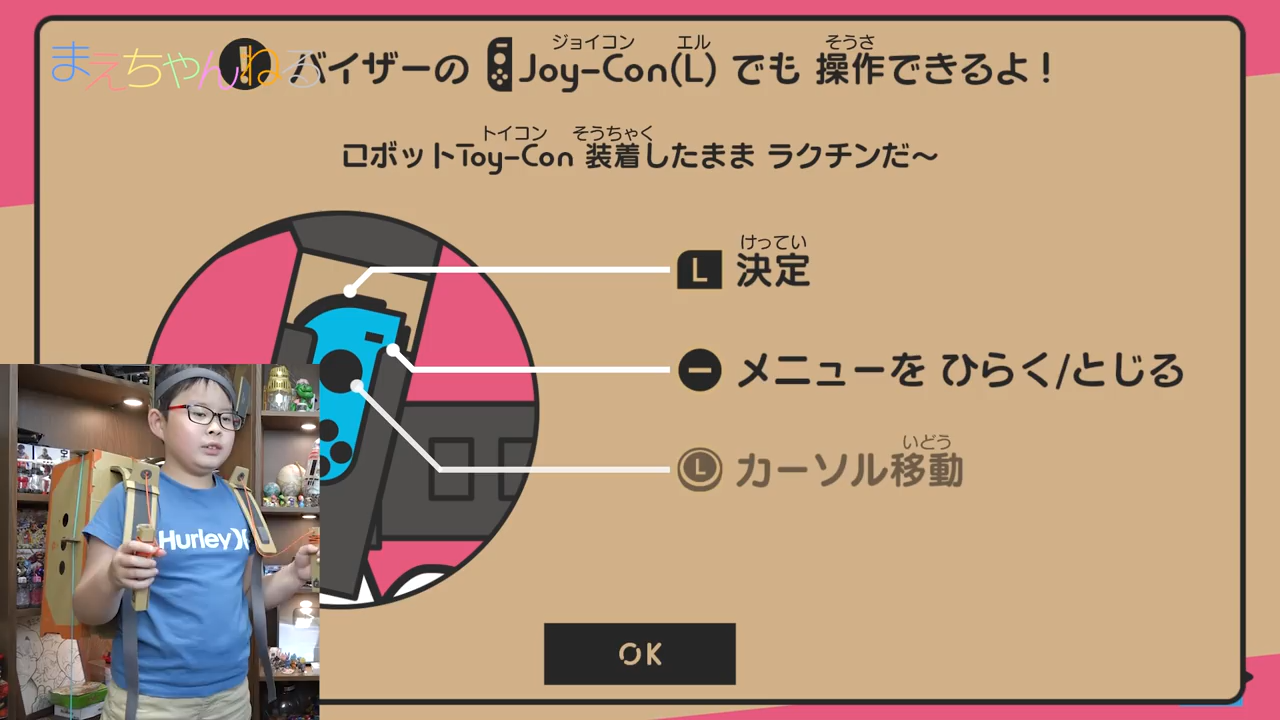 まえちゃんねる
ジョイコン エル そうさ
バイザーの Joy-Con(L) でも 操作できるよ！
トイコン そうちゃく
ロボットToy-Con 装着したまま ラクチンだ～
けってい
L 決定
メニューを ひらく/とじる
いどう
L カーソル移動
Hurley
OK